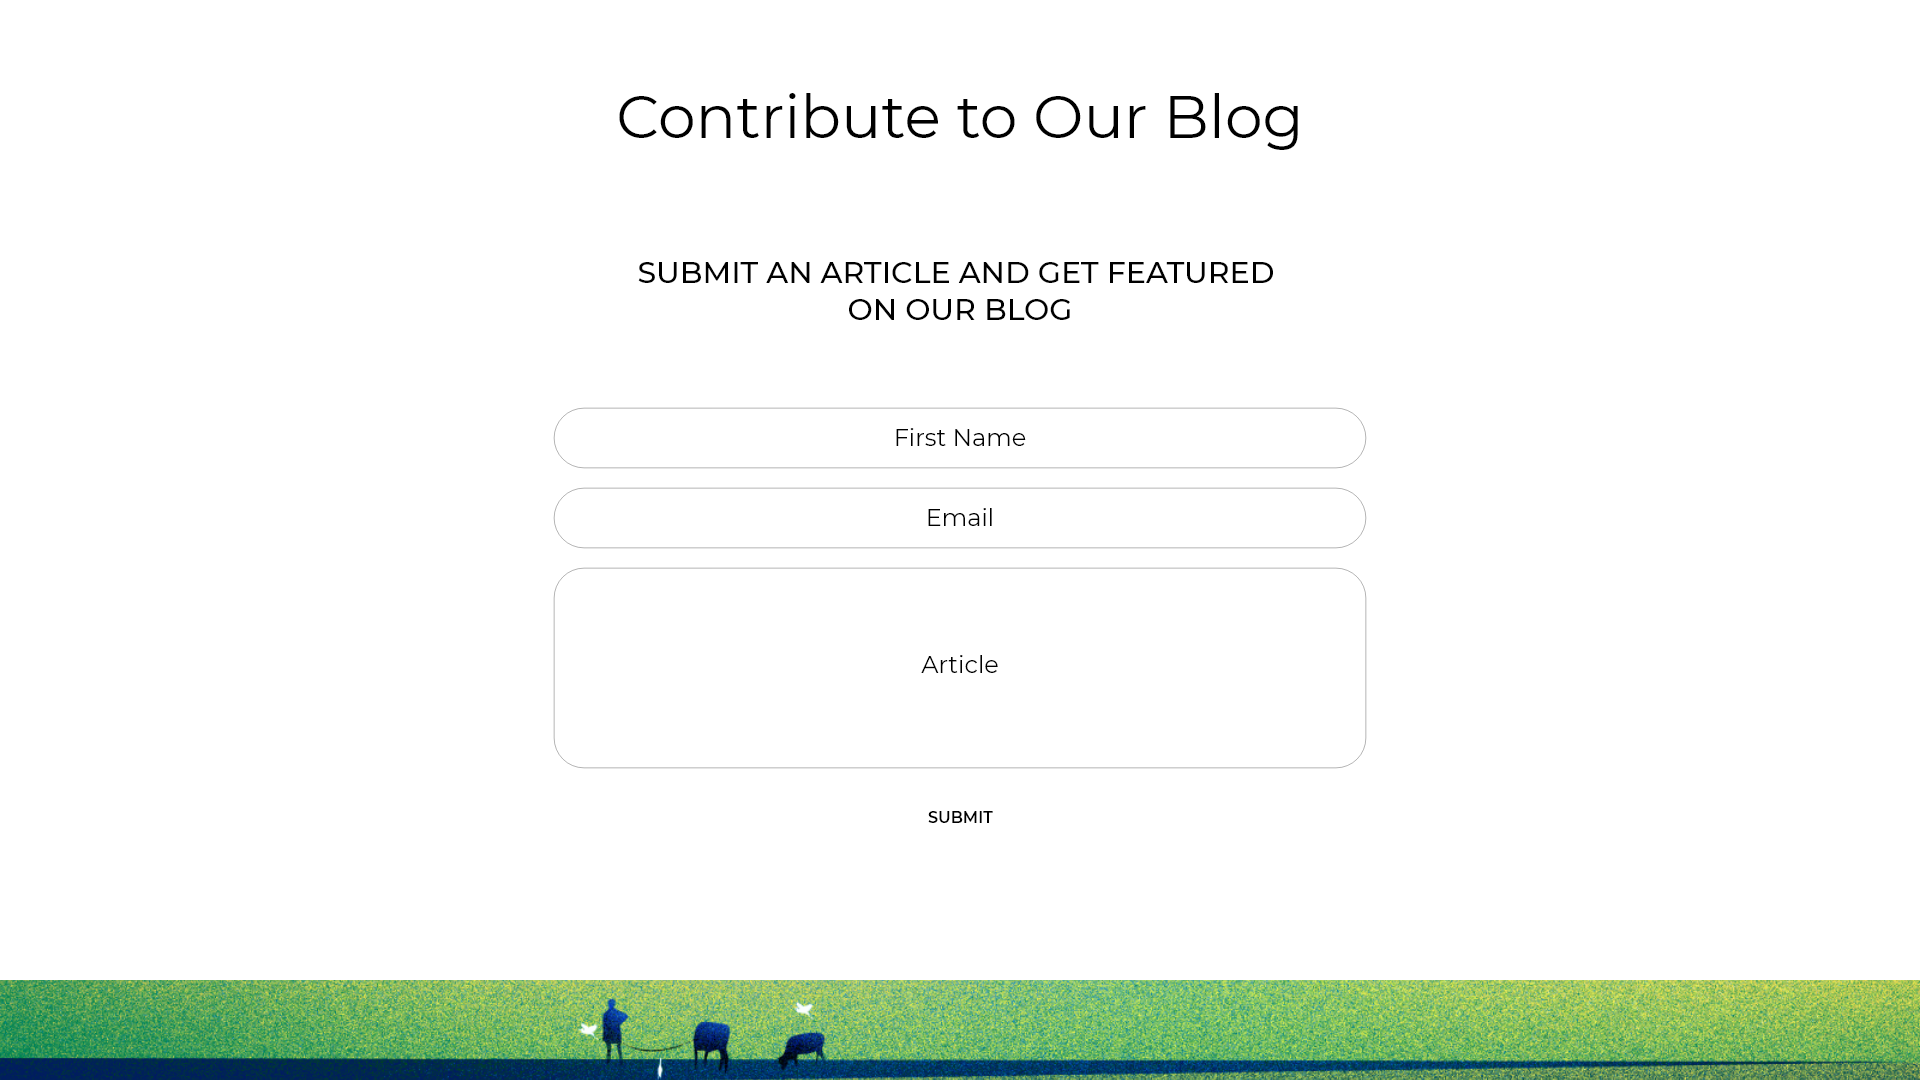 Contribute to Our Blog
SUBMIT AN ARTICLE AND GET FEATURED
ON OUR BLOG
First Name
Email
Article
SUBMIT